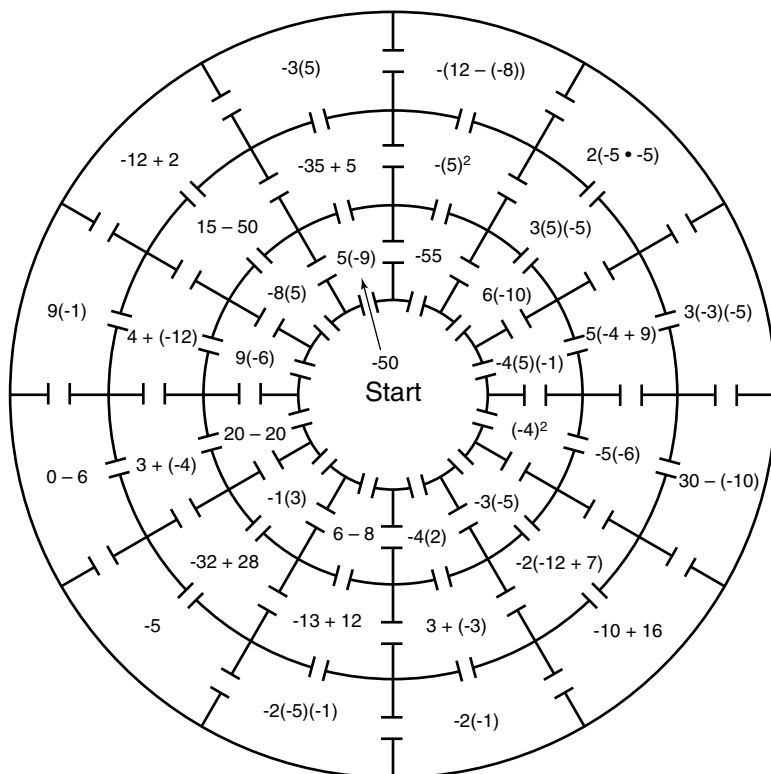 -3(5)
-(12 – (-8))
-12 + 2
-35 + 5
-(5)²
2(-5 • -5)
15 – 50
5(-9)
-55
3(5)(-5)
9(-1)
-8(5)
6(-10)
3(-3)(-5)
4 + (-12)
9(-6)
-50
-4(5)(-1)
5(-4 + 9)
Start
0 – 6
3 + (-4)
20 – 20
(-4)²
-5(-6)
30 – (-10)
-1(3)
-3(-5)
-32 + 28
6 – 8
-4(2)
-2(-12 + 7)
-5
-13 + 12
3 + (-3)
-10 + 16
-2(-5)(-1)
-2(-1)